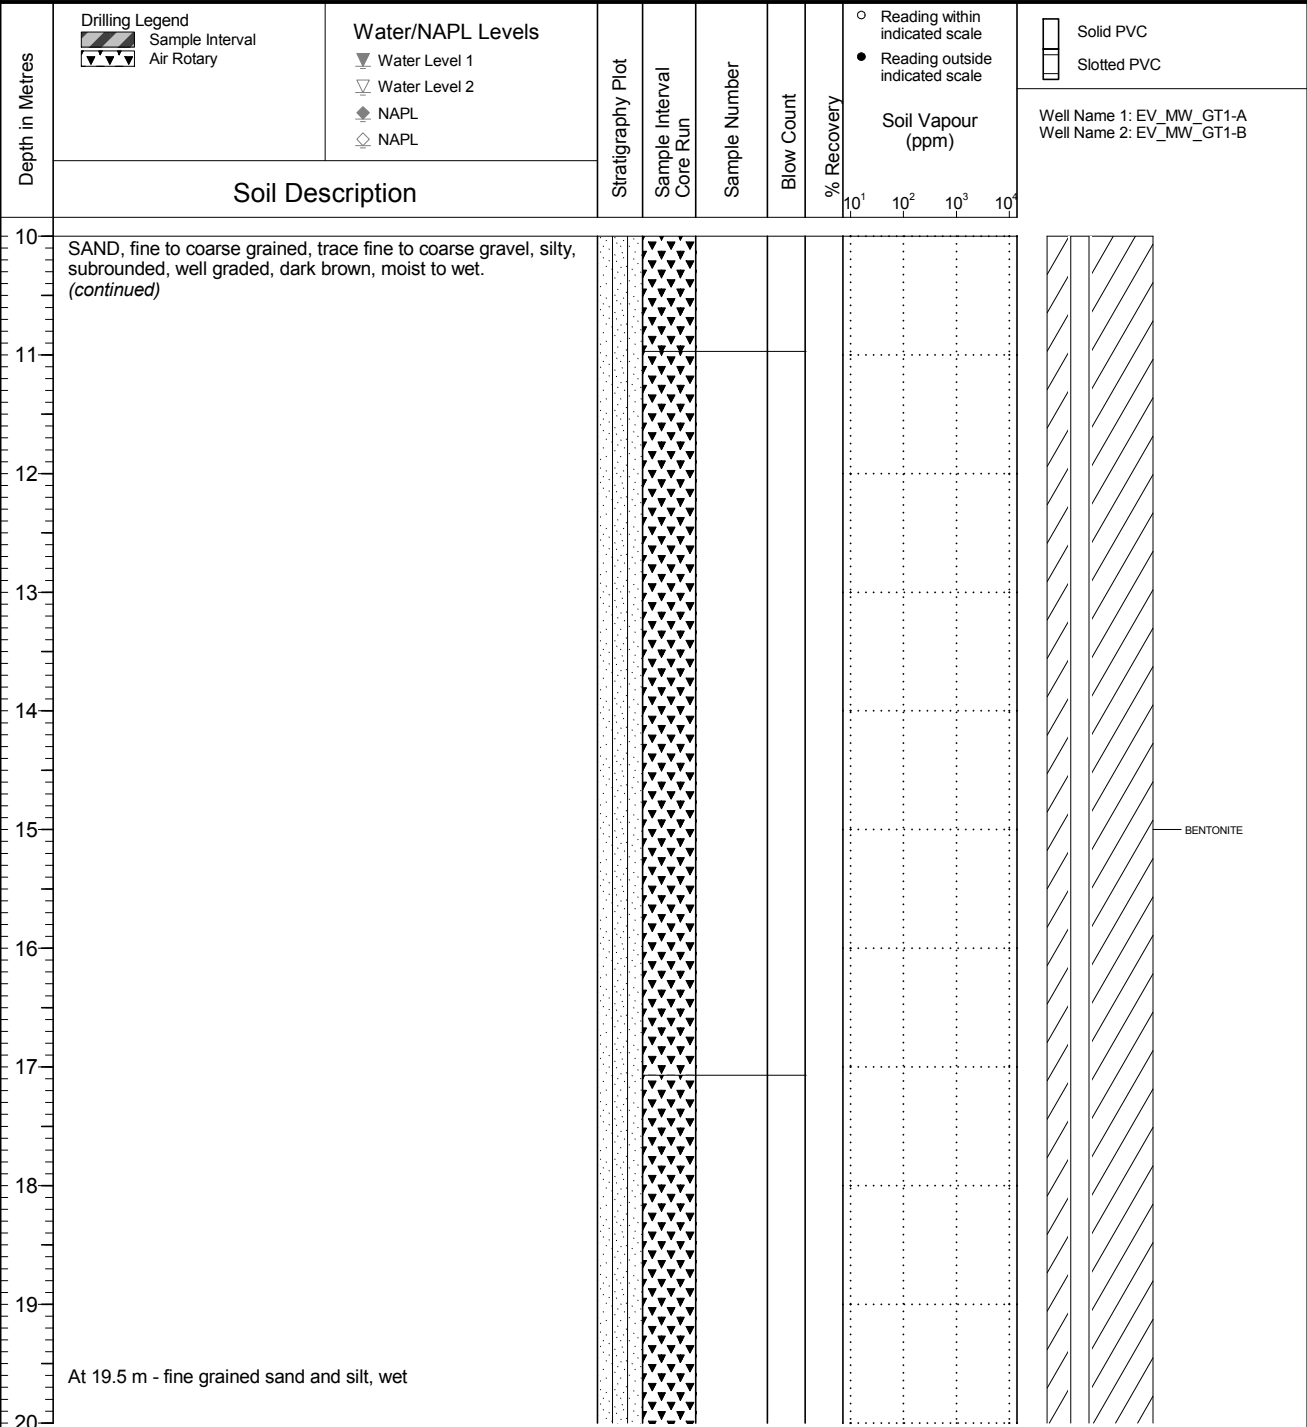 Depth in Metres
Drilling Legend
Sample Interval
Air Rotary
Water/NAPL Levels
Water Level 1
Water Level 2
NAPL
NAPL
Soil Description
Stratigraphy Plot
Sample Interval
Core Run
Sample Number
Blow Count
% Recovery
Reading within
indicated scale
Reading outside
indicated scale
Soil Vapour
(ppm)
10¹ 10² 10³ 10⁴
Solid PVC
Slotted PVC
Well Name 1: EV_MW_GT1-A
Well Name 2: EV_MW_GT1-B
10
SAND, fine to coarse grained, trace fine to coarse gravel, silty,
subrounded, well graded, dark brown, moist to wet.
(continued)
11
12
13
14
15
BENTONITE
16
17
18
19
At 19.5 m - fine grained sand and silt, wet
20